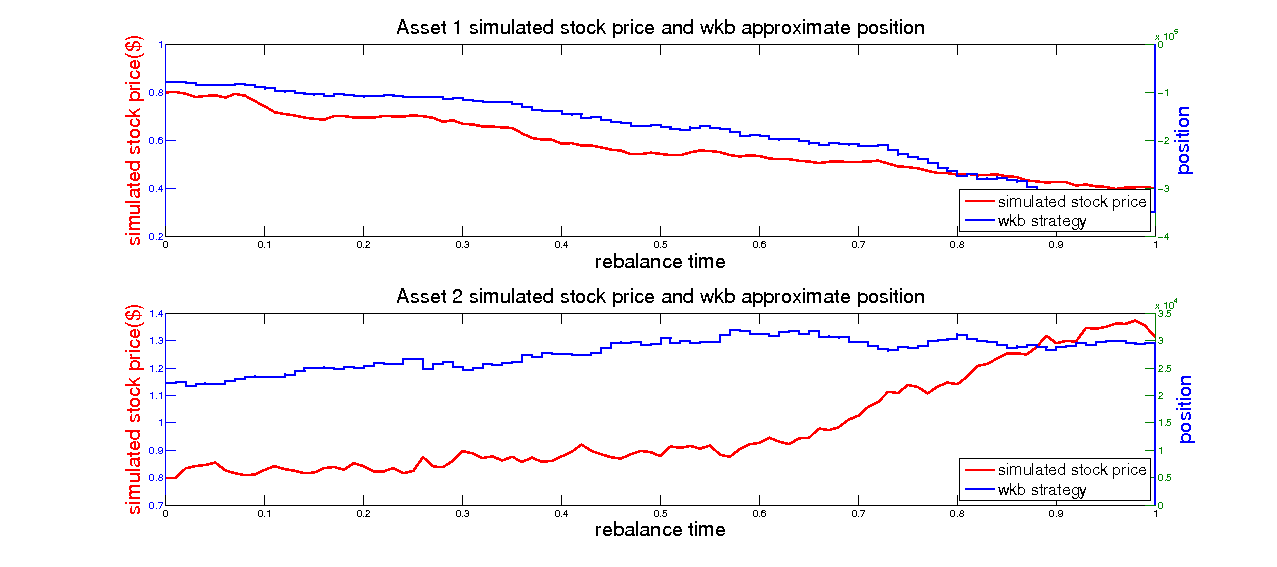 Asset 1 simulated stock price and wkb approximate position
simulated stock price($)
1
0.8
0.6
0.4
0.2
x 10^5
0
−1
−2
−3
−4
position
simulated stock price
wkb strategy
0 0.1 0.2 0.3 0.4 0.5 0.6 0.7 0.8 0.9 1
rebalance time
Asset 2 simulated stock price and wkb approximate position
simulated stock price($)
1.4
1.3
1.2
1.1
1
0.9
0.8
0.7
x 10^4
3.5
3
2.5
2
1.5
1
0.5
0
position
simulated stock price
wkb strategy
0 0.1 0.2 0.3 0.4 0.5 0.6 0.7 0.8 0.9 1
rebalance time